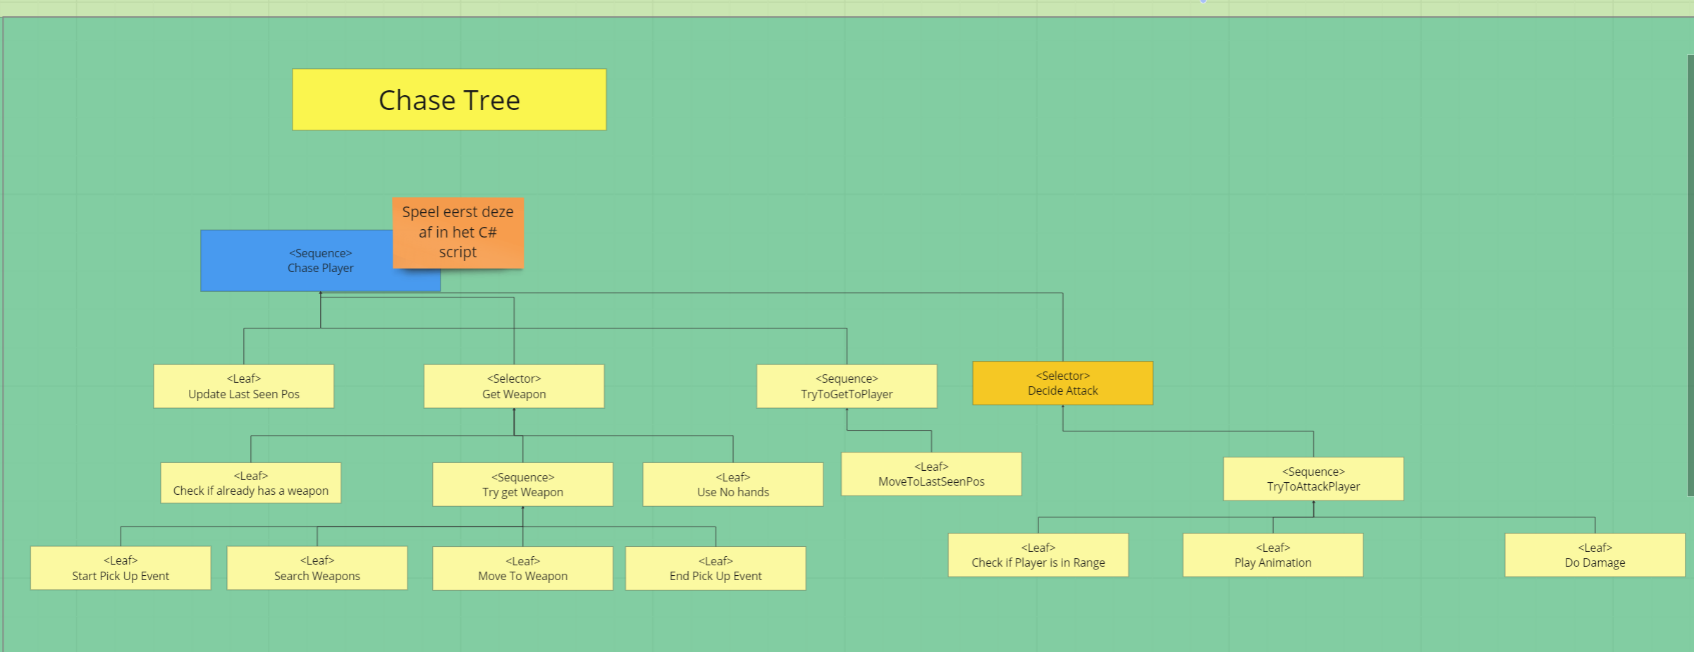 Chase Tree
Speel eerst deze
af in het C#
script
<Sequence>
Chase Player
<Leaf>
Update Last Seen Pos
<Selector>
Get Weapon
<Sequence>
TryToGetToPlayer
<Selector>
Decide Attack
<Leaf>
Check if already has a weapon
<Sequence>
Try get Weapon
<Leaf>
Use No hands
<Leaf>
MoveToLastSeenPos
<Sequence>
TryToAttackPlayer
<Leaf>
Start Pick Up Event
<Leaf>
Search Weapons
<Leaf>
Move To Weapon
<Leaf>
End Pick Up Event
<Leaf>
Check if Player is in Range
<Leaf>
Play Animation
<Leaf>
Do Damage